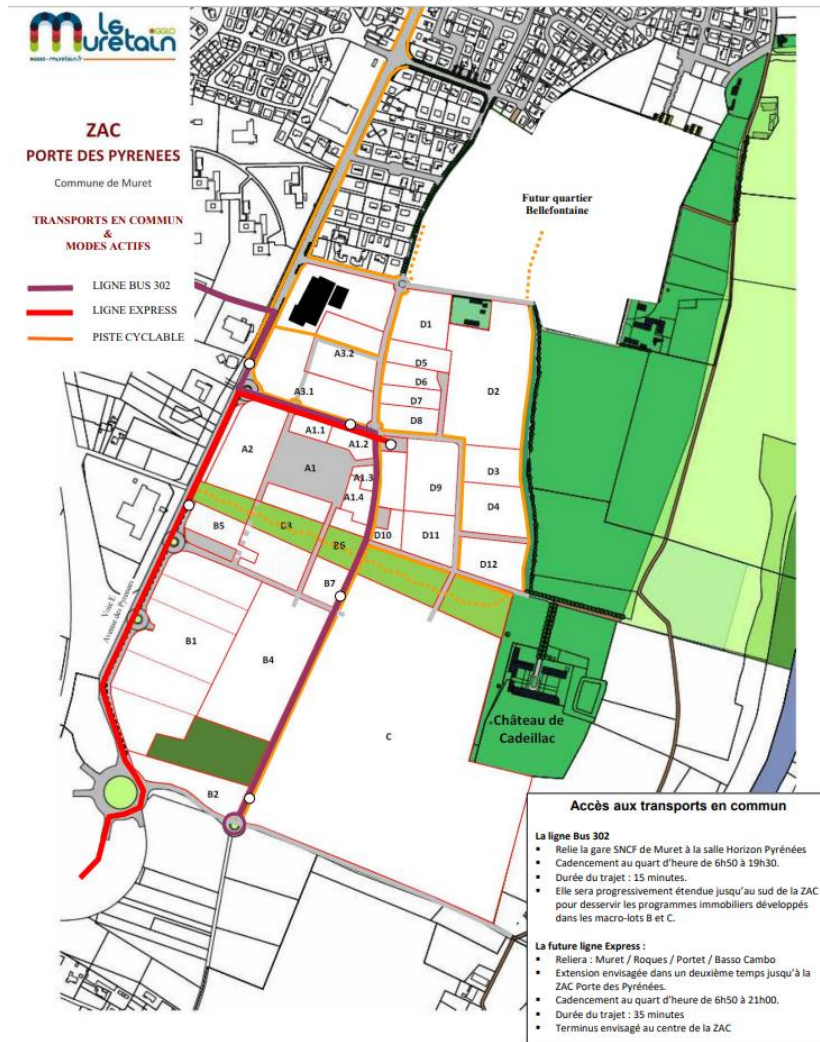 le
AGGLO
Muretain
agglo-muretain.fr
ZAC
PORTE DES PYRENEES
Commune de Muret
TRANSPORTS EN COMMUN
&
MODES ACTIFS
LIGNE BUS 302
LIGNE EXPRESS
PISTE CYCLABLE
Futur quartier
Bellefontaine
D1
A3.2
D5
D6
D2
A3.1
D7
D8
A1.1
A1.2
A2
A1
D3
A1.3
D9
A1.4
D4
B5
B3
D10
D11
B6
D12
B7
Voie E
Avenue des Pyrenees
B1
B4
Château de
Cadeillac
C
B2
Accès aux transports en commun
La ligne Bus 302
▪ Relie la gare SNCF de Muret à la salle Horizon Pyrénées
▪ Cadencement au quart d'heure de 6h50 à 19h30.
▪ Durée du trajet : 15 minutes.
▪ Elle sera progressivement étendue jusqu'au sud de la ZAC
pour desservir les programmes immobiliers développés
dans les macro-lots B et C.
La future ligne Express :
▪ Reliera : Muret / Roques / Portet / Basso Cambo
▪ Extension envisagée dans un deuxième temps jusqu'à la
ZAC Porte des Pyrénées.
▪ Cadencement au quart d'heure de 6h50 à 21h00.
▪ Durée du trajet : 35 minutes
▪ Terminus envisagé au centre de la ZAC